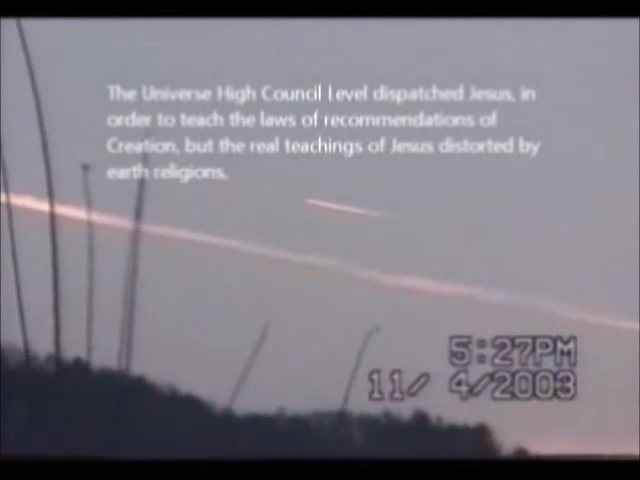 The Universe High Council Level dispatched Jesus, in
order to teach the laws of recommendations of
Creation, but the real teachings of Jesus distorted by
earth religions.
5:27PM
11/ 4/2003